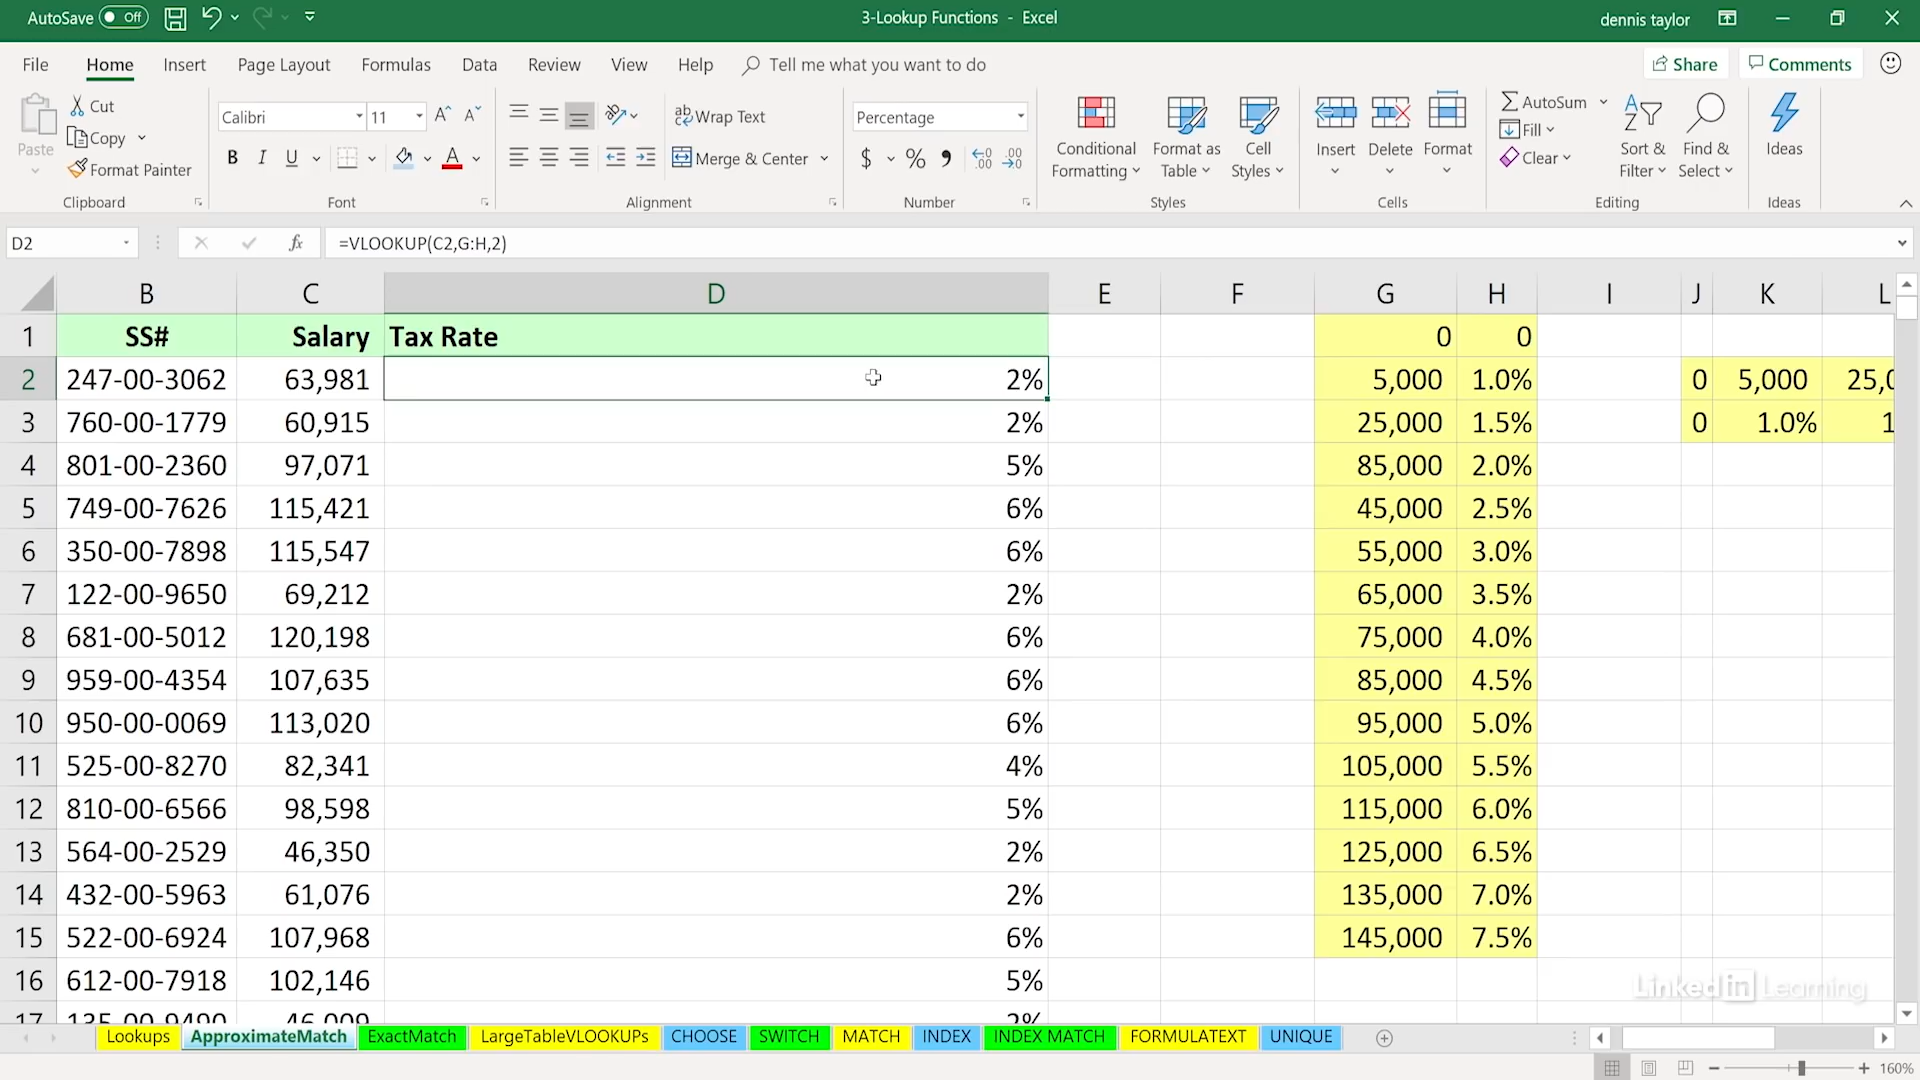 AutoSave Off 3-Lookup Functions - Excel dennis taylor
File Home Insert Page Layout Formulas Data Review View Help Tell me what you want to do Share Comments
Paste Cut Copy Format Painter Clipboard
Calibri 11 B I U A Font
Wrap Text Merge & Center Alignment
Percentage $ % Number
Conditional Formatting Format as Table Cell Styles Styles
Insert Delete Format Cells
AutoSum Fill Clear Sort & Filter Find & Select Editing
Ideas Ideas
D2 fx =VLOOKUP(C2,G:H,2)
B C D E F G H I J K L
1 SS# Salary Tax Rate 0 0
2 247-00-3062 63,981 2% 5,000 1.0% 0 5,000 25,0
3 760-00-1779 60,915 2% 25,000 1.5% 0 1.0% 1
4 801-00-2360 97,071 5% 85,000 2.0%
5 749-00-7626 115,421 6% 45,000 2.5%
6 350-00-7898 115,547 6% 55,000 3.0%
7 122-00-9650 69,212 2% 65,000 3.5%
8 681-00-5012 120,198 6% 75,000 4.0%
9 959-00-4354 107,635 6% 85,000 4.5%
10 950-00-0069 113,020 6% 95,000 5.0%
11 525-00-8270 82,341 4% 105,000 5.5%
12 810-00-6566 98,598 5% 115,000 6.0%
13 564-00-2529 46,350 2% 125,000 6.5%
14 432-00-5963 61,076 2% 135,000 7.0%
15 522-00-6924 107,968 6% 145,000 7.5%
16 612-00-7918 102,146 5%
17 135-00-9490 46,009 2%
Linked in Learning
Lookups ApproximateMatch ExactMatch LargeTableVLOOKUPs CHOOSE SWITCH MATCH INDEX INDEX MATCH FORMULATEXT UNIQUE
160%